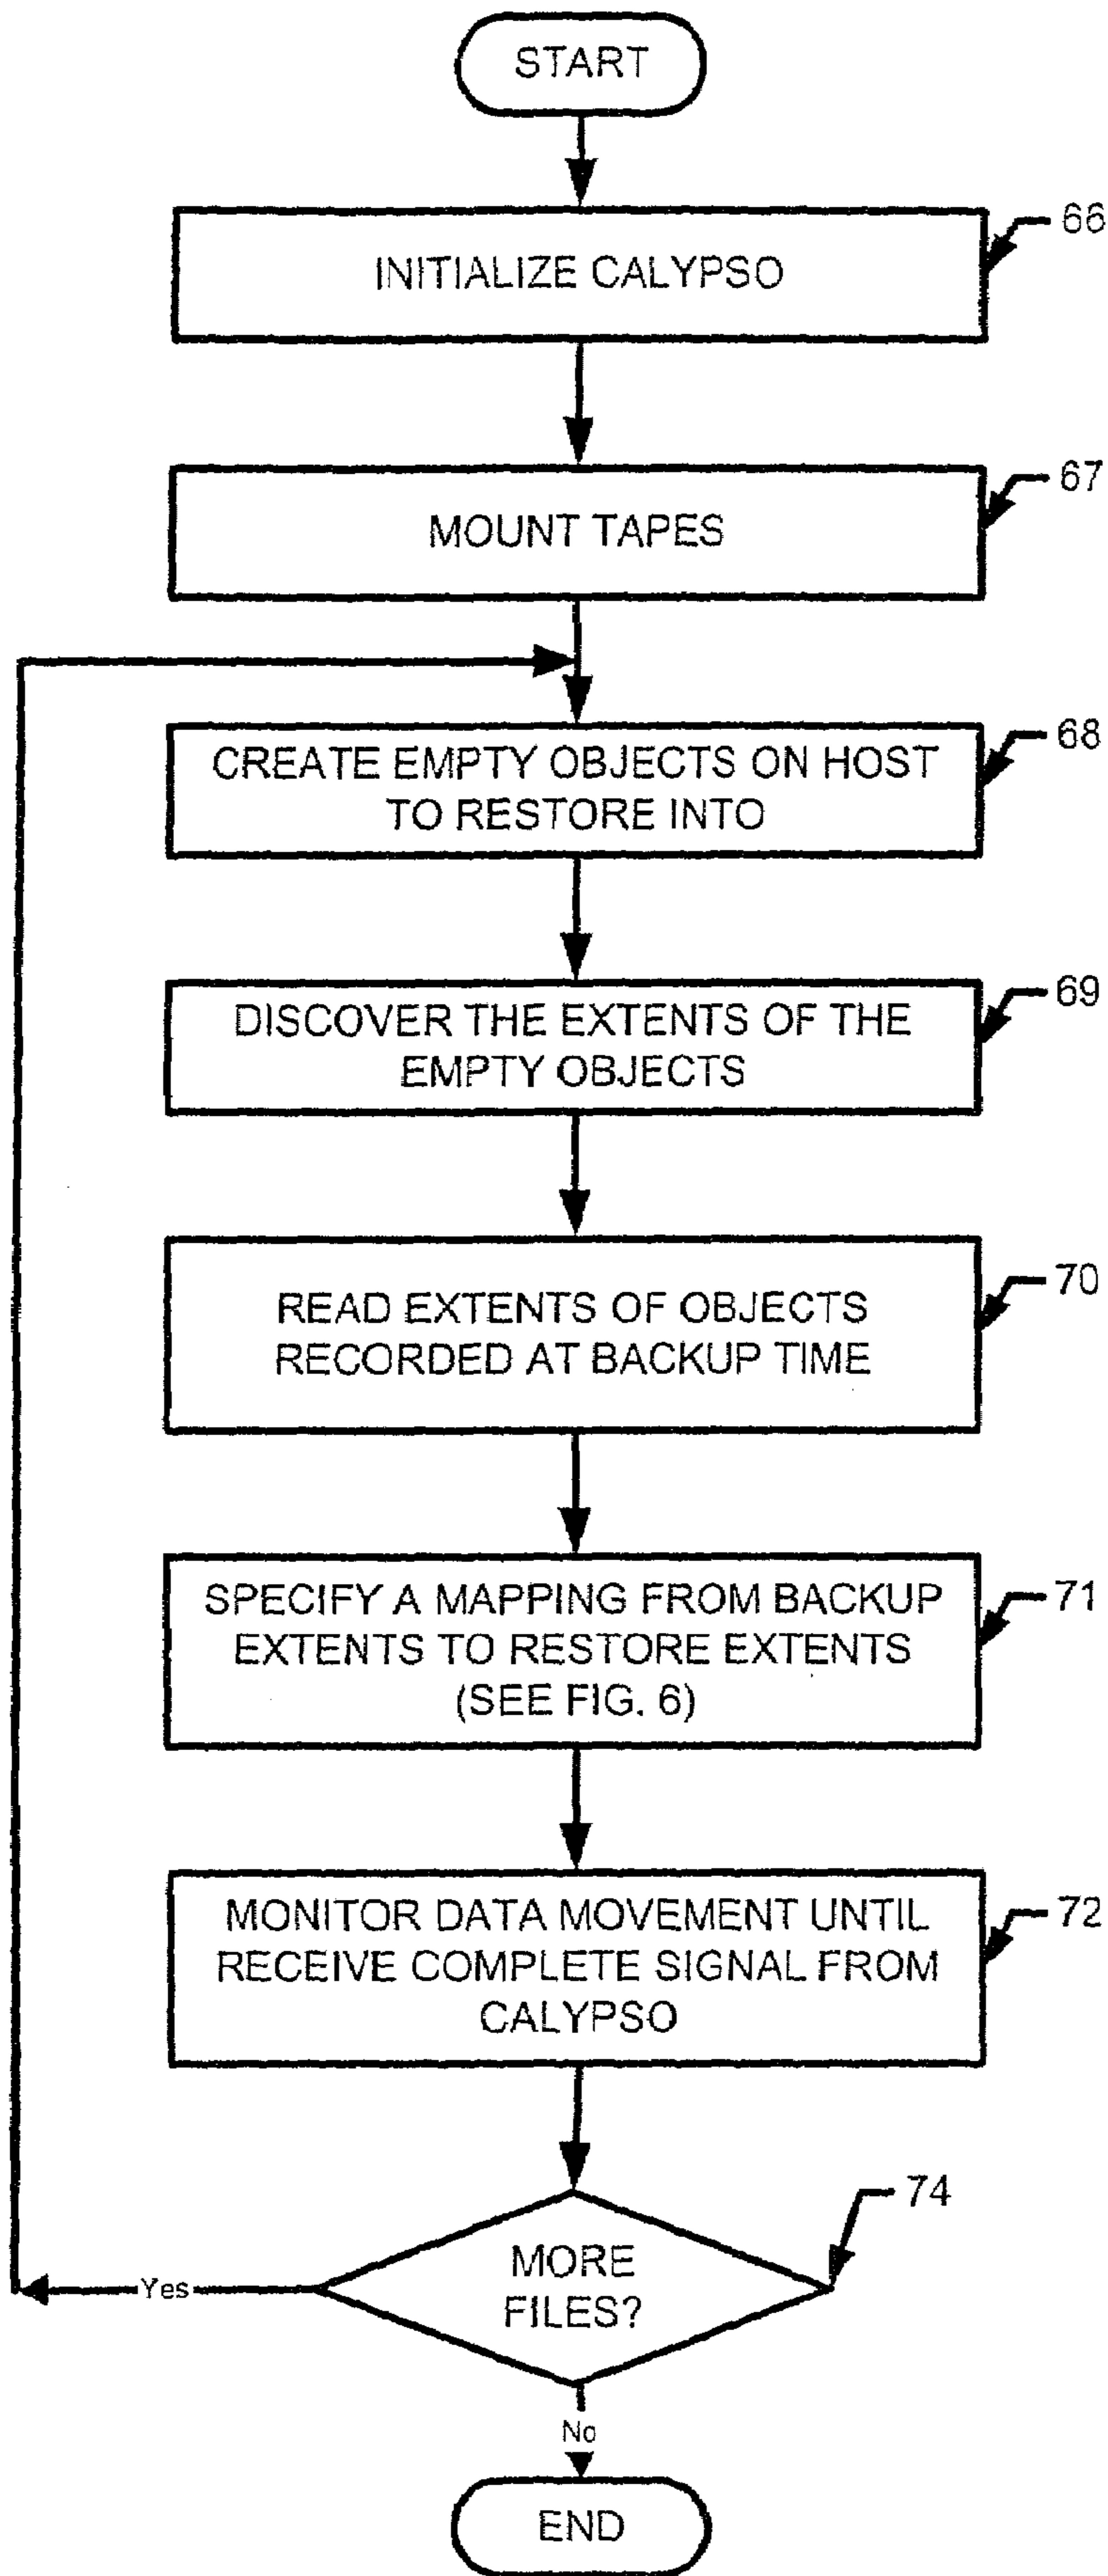 START
INITIALIZE CALYPSO
66
MOUNT TAPES
67
CREATE EMPTY OBJECTS ON HOST
TO RESTORE INTO
68
DISCOVER THE EXTENTS OF THE
EMPTY OBJECTS
69
READ EXTENTS OF OBJECTS
RECORDED AT BACKUP TIME
70
SPECIFY A MAPPING FROM BACKUP
EXTENTS TO RESTORE EXTENTS
(SEE FIG. 6)
71
MONITOR DATA MOVEMENT UNTIL
RECEIVE COMPLETE SIGNAL FROM
CALYPSO
72
MORE
FILES?
74
Yes
No
END